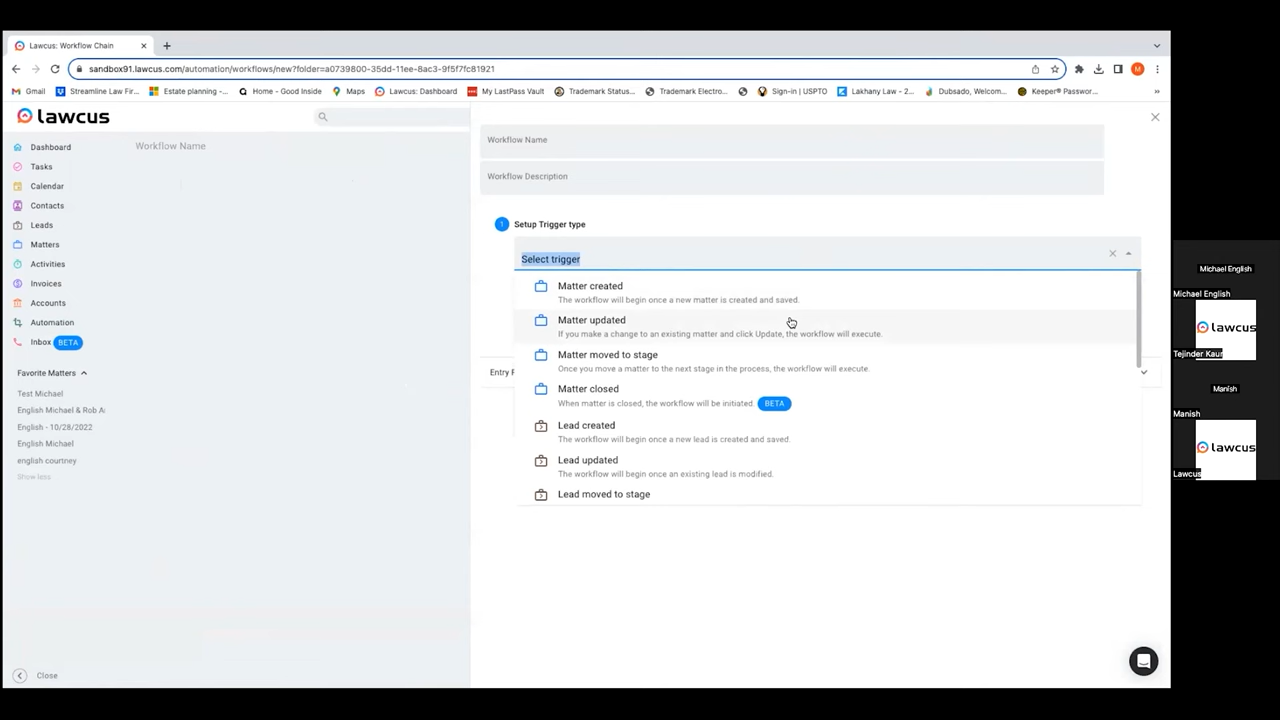 Lawcus: Workflow Chain
sandbox91.lawcus.com/automation/workflows/new?folder=a0739800-35dd-11ee-8ac3-9f5f7fc81921
M
Gmail
Streamline Law Fir...
Estate planning -...
Home - Good Inside
Maps
Lawcus: Dashboard
My LastPass Vault
Trademark Status...
Trademark Electro...
Sign-in | USPTO
Lakhany Law - 2...
Dubsado, Welcom...
Keeper® Passwor...
lawcus
Dashboard
Tasks
Calendar
Contacts
Leads
Matters
Activities
Invoices
Accounts
Automation
Inbox BETA
Favorite Matters
Test Michael
English Michael & Rob A
English - 10/28/2022
English Michael
english courtney
Show less
Close
Workflow Name
Workflow Name
Workflow Description
1 Setup Trigger type
Select trigger
Matter created
The workflow will begin once a new matter is created and saved.
Matter updated
If you make a change to an existing matter and click Update, the workflow will execute.
Matter moved to stage
Once you move a matter to the next stage in the process, the workflow will execute.
Entry F
Matter closed
When matter is closed, the workflow will be initiated. BETA
Lead created
The workflow will begin once a new lead is created and saved.
Lead updated
The workflow will begin once an existing lead is modified.
Lead moved to stage
Michael English
Michael English
lawcus
Tejinder Kaur
Manish
Manish
lawcus
Lawcus